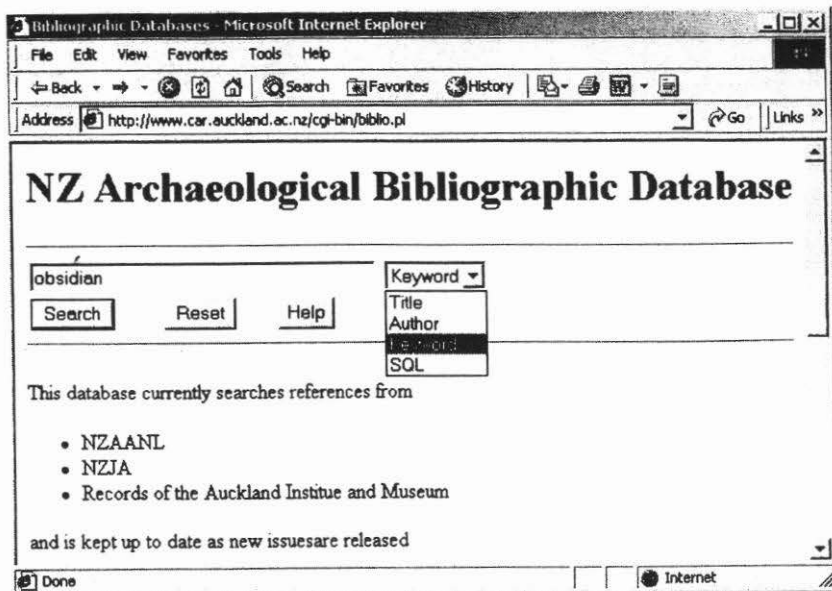 Bibliographic Databases - Microsoft Internet Explorer
File Edit View Favorites Tools Help
Back Search Favorites History
Address http://www.car.auckland.ac.nz/cgi-bin/biblio.pl Go Links »
NZ Archaeological Bibliographic Database
obsidian Keyword
Search Reset Help
Title
Author
Keyword
SQL
This database currently searches references from
• NZAANL
• NZJA
• Records of the Auckland Institue and Museum
and is kept up to date as new issuesare released
Done Internet